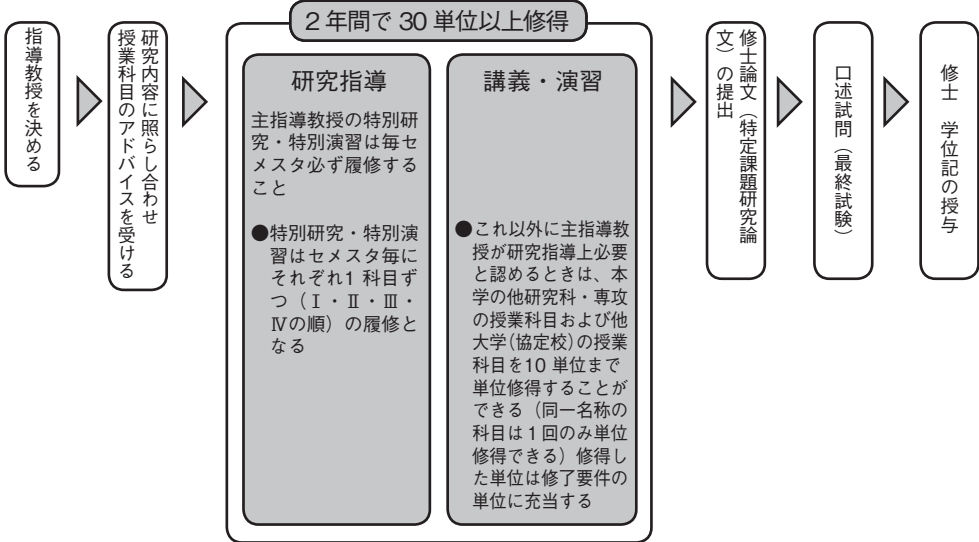 指導教授を決める
研究内容に照らし合わせ
授業科目のアドバイスを受ける
２年間で 30 単位以上修得
研究指導
主指導教授の特別研
究・特別演習は毎セ
メスタ必ず履修する
こと
●特別研究・特別演
習はセメスタ毎に
それぞれ1 科目ず
つ（Ⅰ・Ⅱ・Ⅲ・
Ⅳの順）の履修と
なる
講義・演習
●これ以外に主指導教
授が研究指導上必要
と認めるときは、本
学の他研究科・専攻
の授業科目および他
大学(協定校)の授業
科目を10 単位まで
単位修得することが
できる（同一名称の
科目は１回のみ単位
修得できる）修得し
た単位は修了要件の
単位に充当する
修士論文（特定課題研究論
文）の提出
口述試問（最終試験）
修士　学位記の授与